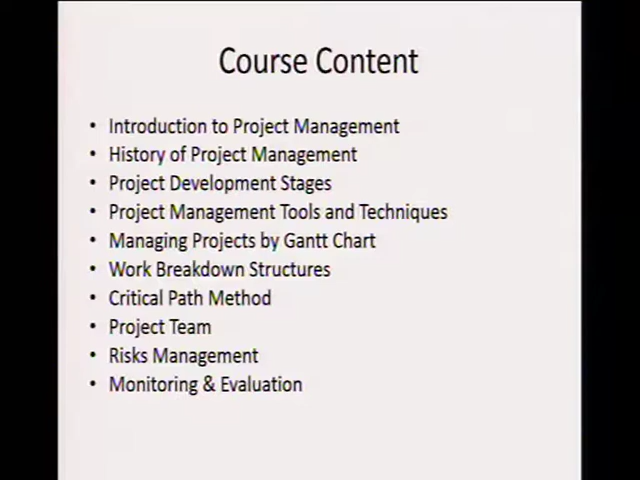 Course Content
• Introduction to Project Management
• History of Project Management
• Project Development Stages
• Project Management Tools and Techniques
• Managing Projects by Gantt Chart
• Work Breakdown Structures
• Critical Path Method
• Project Team
• Risks Management
• Monitoring & Evaluation